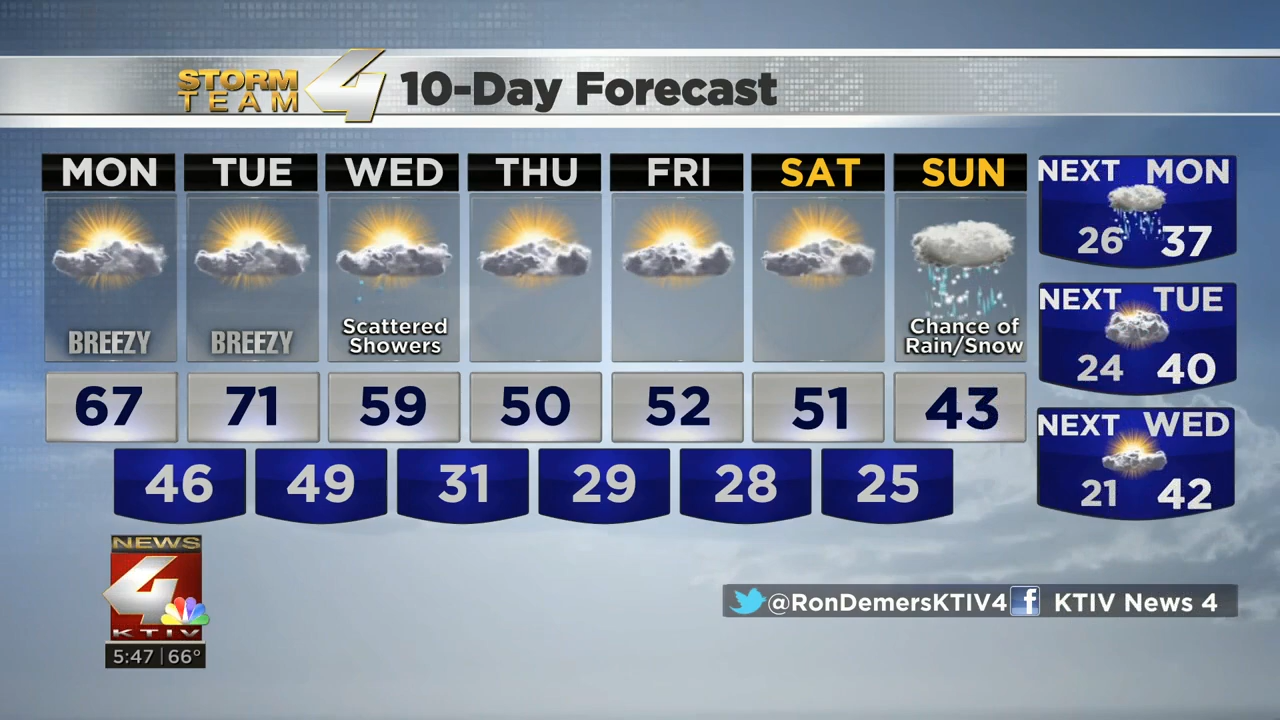 STORM
TEAM 4 10-Day Forecast
MON TUE WED THU FRI SAT SUN
BREEZY BREEZY Scattered Showers Chance of Rain/Snow
67 71 59 50 52 51 43
46 49 31 29 28 25
NEXT MON
26 37
NEXT TUE
24 40
NEXT WED
21 42
NEWS
4
KTIV
5:47 66°
@RonDemersKTIV4 f KTIV News 4